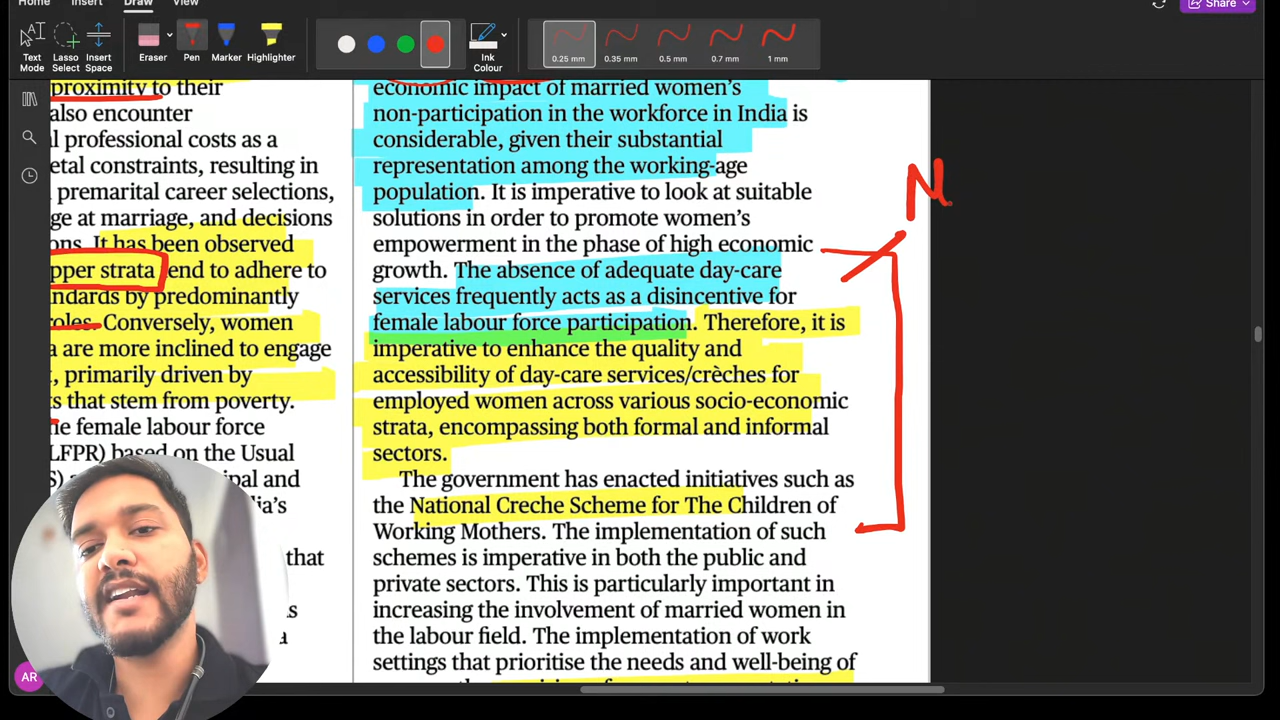 Home Insert Draw View
Share
Text Mode
Lasso Select
Insert Space
Eraser
Pen
Marker
Highlighter
Ink Colour
0.25 mm
0.35 mm
0.5 mm
0.7 mm
1 mm
proximity to their
also encounter
l professional costs as a
etal constraints, resulting in
premarital career selections,
ge at marriage, and decisions
ons. It has been observed
pper strata end to adhere to
ndards by predominantly
roles. Conversely, women
a are more inclined to engage
t, primarily driven by
ts that stem from poverty.
he female labour force
LFPR) based on the Usual
S) a ipal and
dia's
that
economic impact of married women's
non-participation in the workforce in India is
considerable, given their substantial
representation among the working-age
population. It is imperative to look at suitable
solutions in order to promote women's
empowerment in the phase of high economic
growth. The absence of adequate day-care
services frequently acts as a disincentive for
female labour force participation. Therefore, it is
imperative to enhance the quality and
accessibility of day-care services/crèches for
employed women across various socio-economic
strata, encompassing both formal and informal
sectors.
The government has enacted initiatives such as
the National Creche Scheme for The Children of
Working Mothers. The implementation of such
schemes is imperative in both the public and
private sectors. This is particularly important in
increasing the involvement of married women in
the labour field. The implementation of work
settings that prioritise the needs and well-being of
N
AR